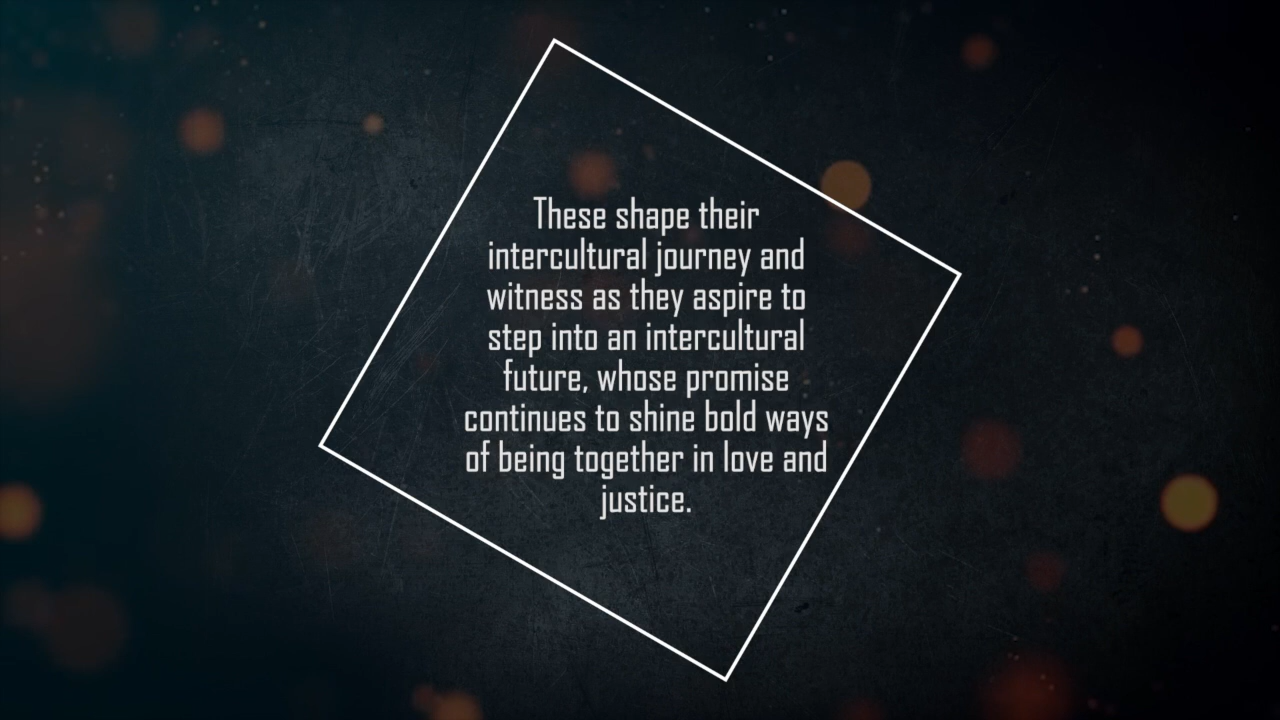 These shape their
intercultural journey and
witness as they aspire to
step into an intercultural
future, whose promise
continues to shine bold ways
of being together in love and
justice.